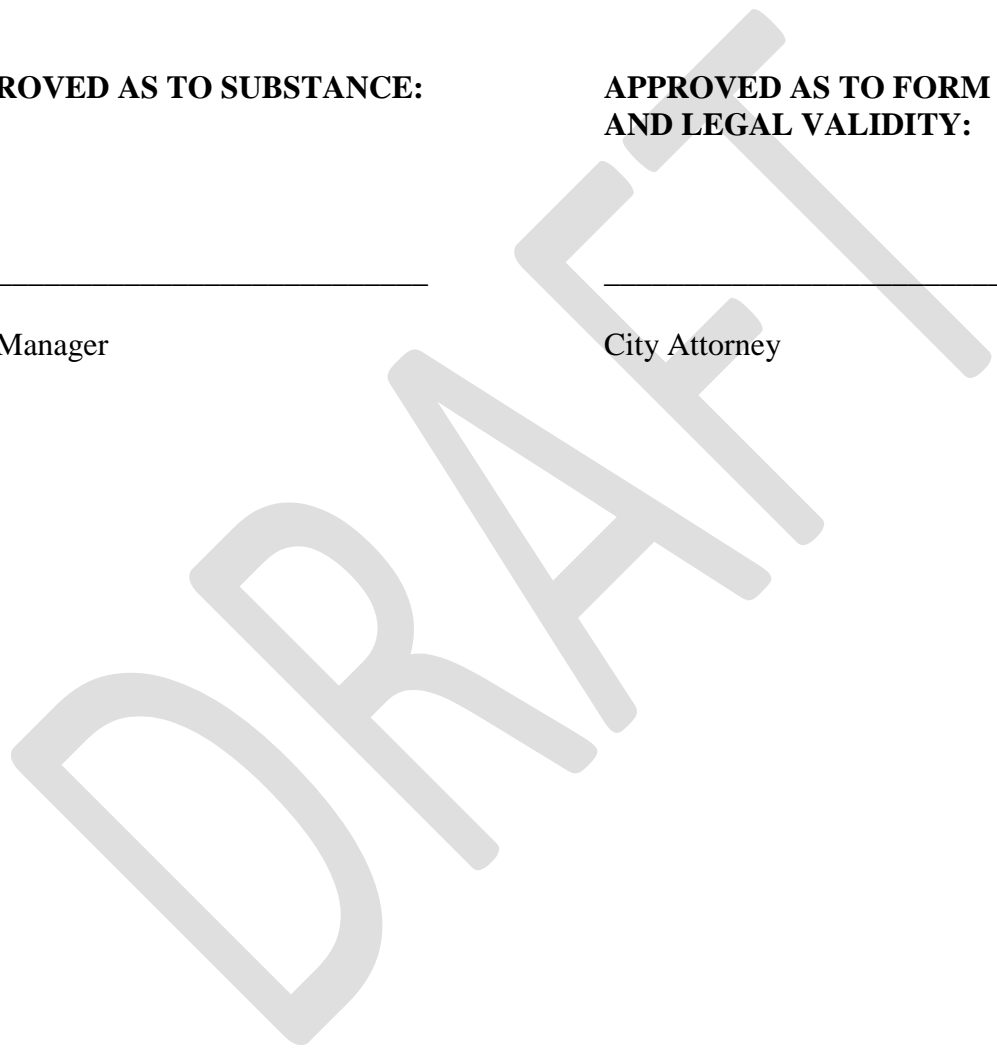 ROVED AS TO SUBSTANCE:
APPROVED AS TO FORM
AND LEGAL VALIDITY:
Manager
City Attorney
DRAFT